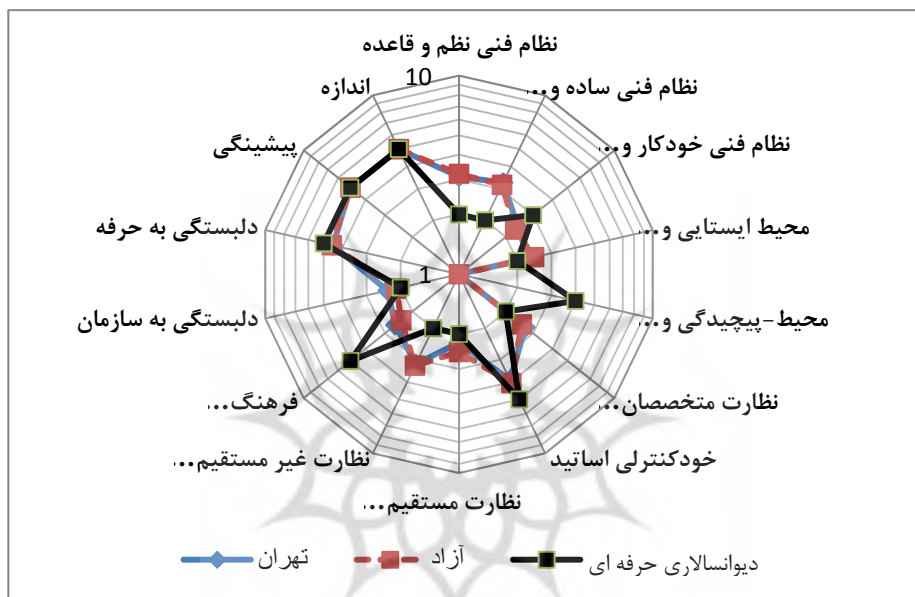 نظام فنی نظم و قاعده
10
نظام فنی ساده و...
نظام فنی خودکار و...
محیط ایستایی و...
محیط-پیچیدگی و...
نظارت متخصصان...
خودکنترلی اساتید
نظارت مستقیم...
نظارت غیر مستقیم...
فرهنگ...
دلبستگی به سازمان
دلبستگی به حرفه
پیشینگی
اندازه
1
تهران
آزاد
دیوانسالاری حرفه ای